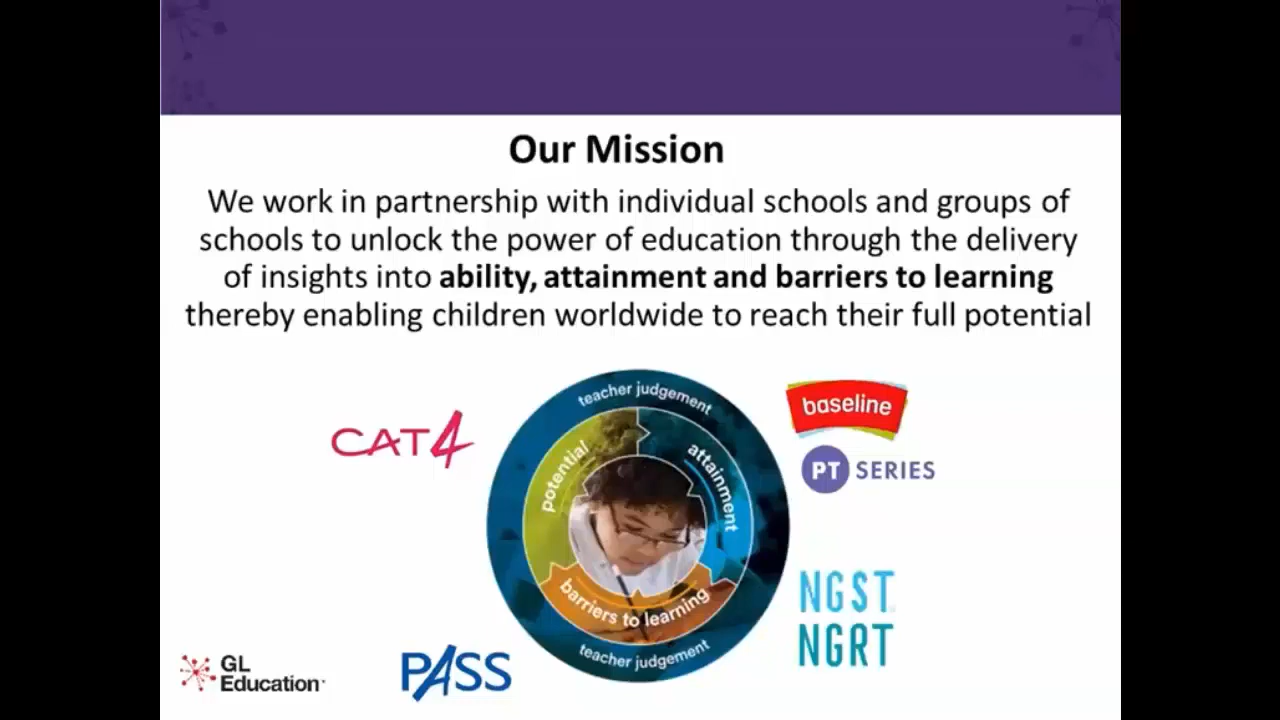 Our Mission
We work in partnership with individual schools and groups of
schools to unlock the power of education through the delivery
of insights into ability, attainment and barriers to learning
thereby enabling children worldwide to reach their full potential
teacher judgement
potential
attainment
barriers to learning
teacher judgement
CAT4
baseline
PT SERIES
NGST
NGRT
PASS
GL
Education